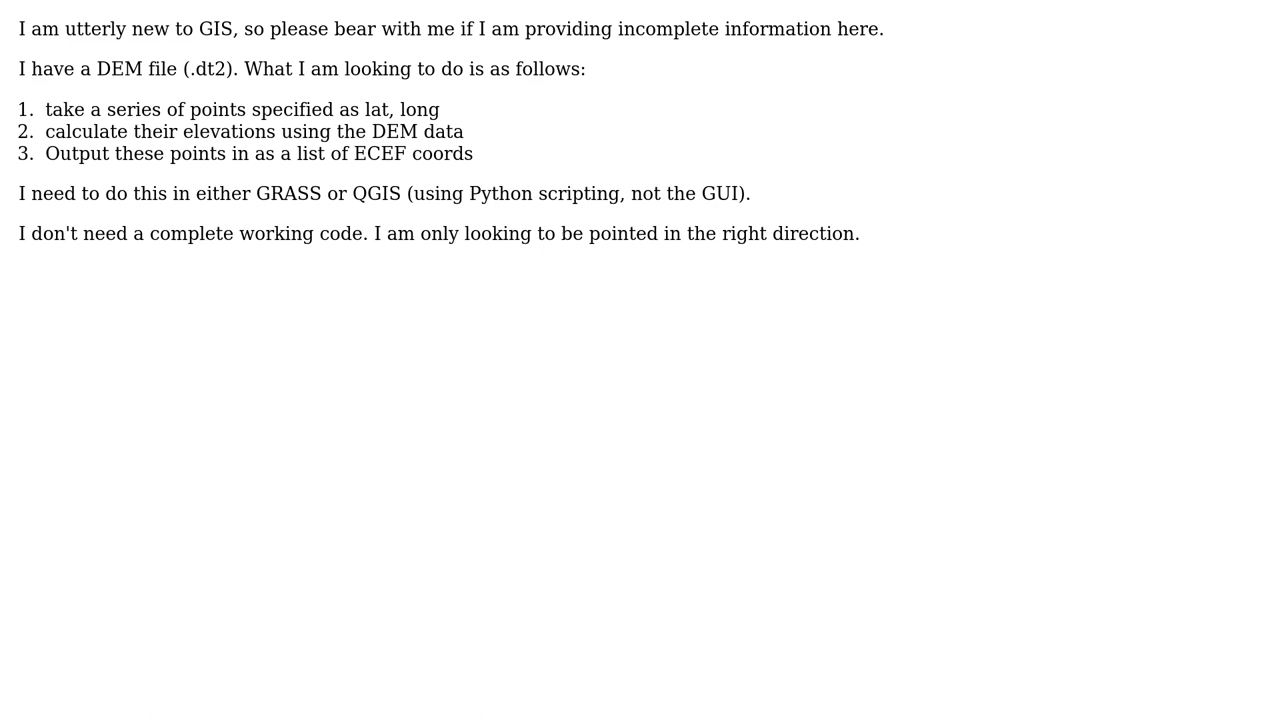 I am utterly new to GIS, so please bear with me if I am providing incomplete information here.
I have a DEM file (.dt2). What I am looking to do is as follows:
1. take a series of points specified as lat, long
2. calculate their elevations using the DEM data
3. Output these points in as a list of ECEF coords
I need to do this in either GRASS or QGIS (using Python scripting, not the GUI).
I don't need a complete working code. I am only looking to be pointed in the right direction.